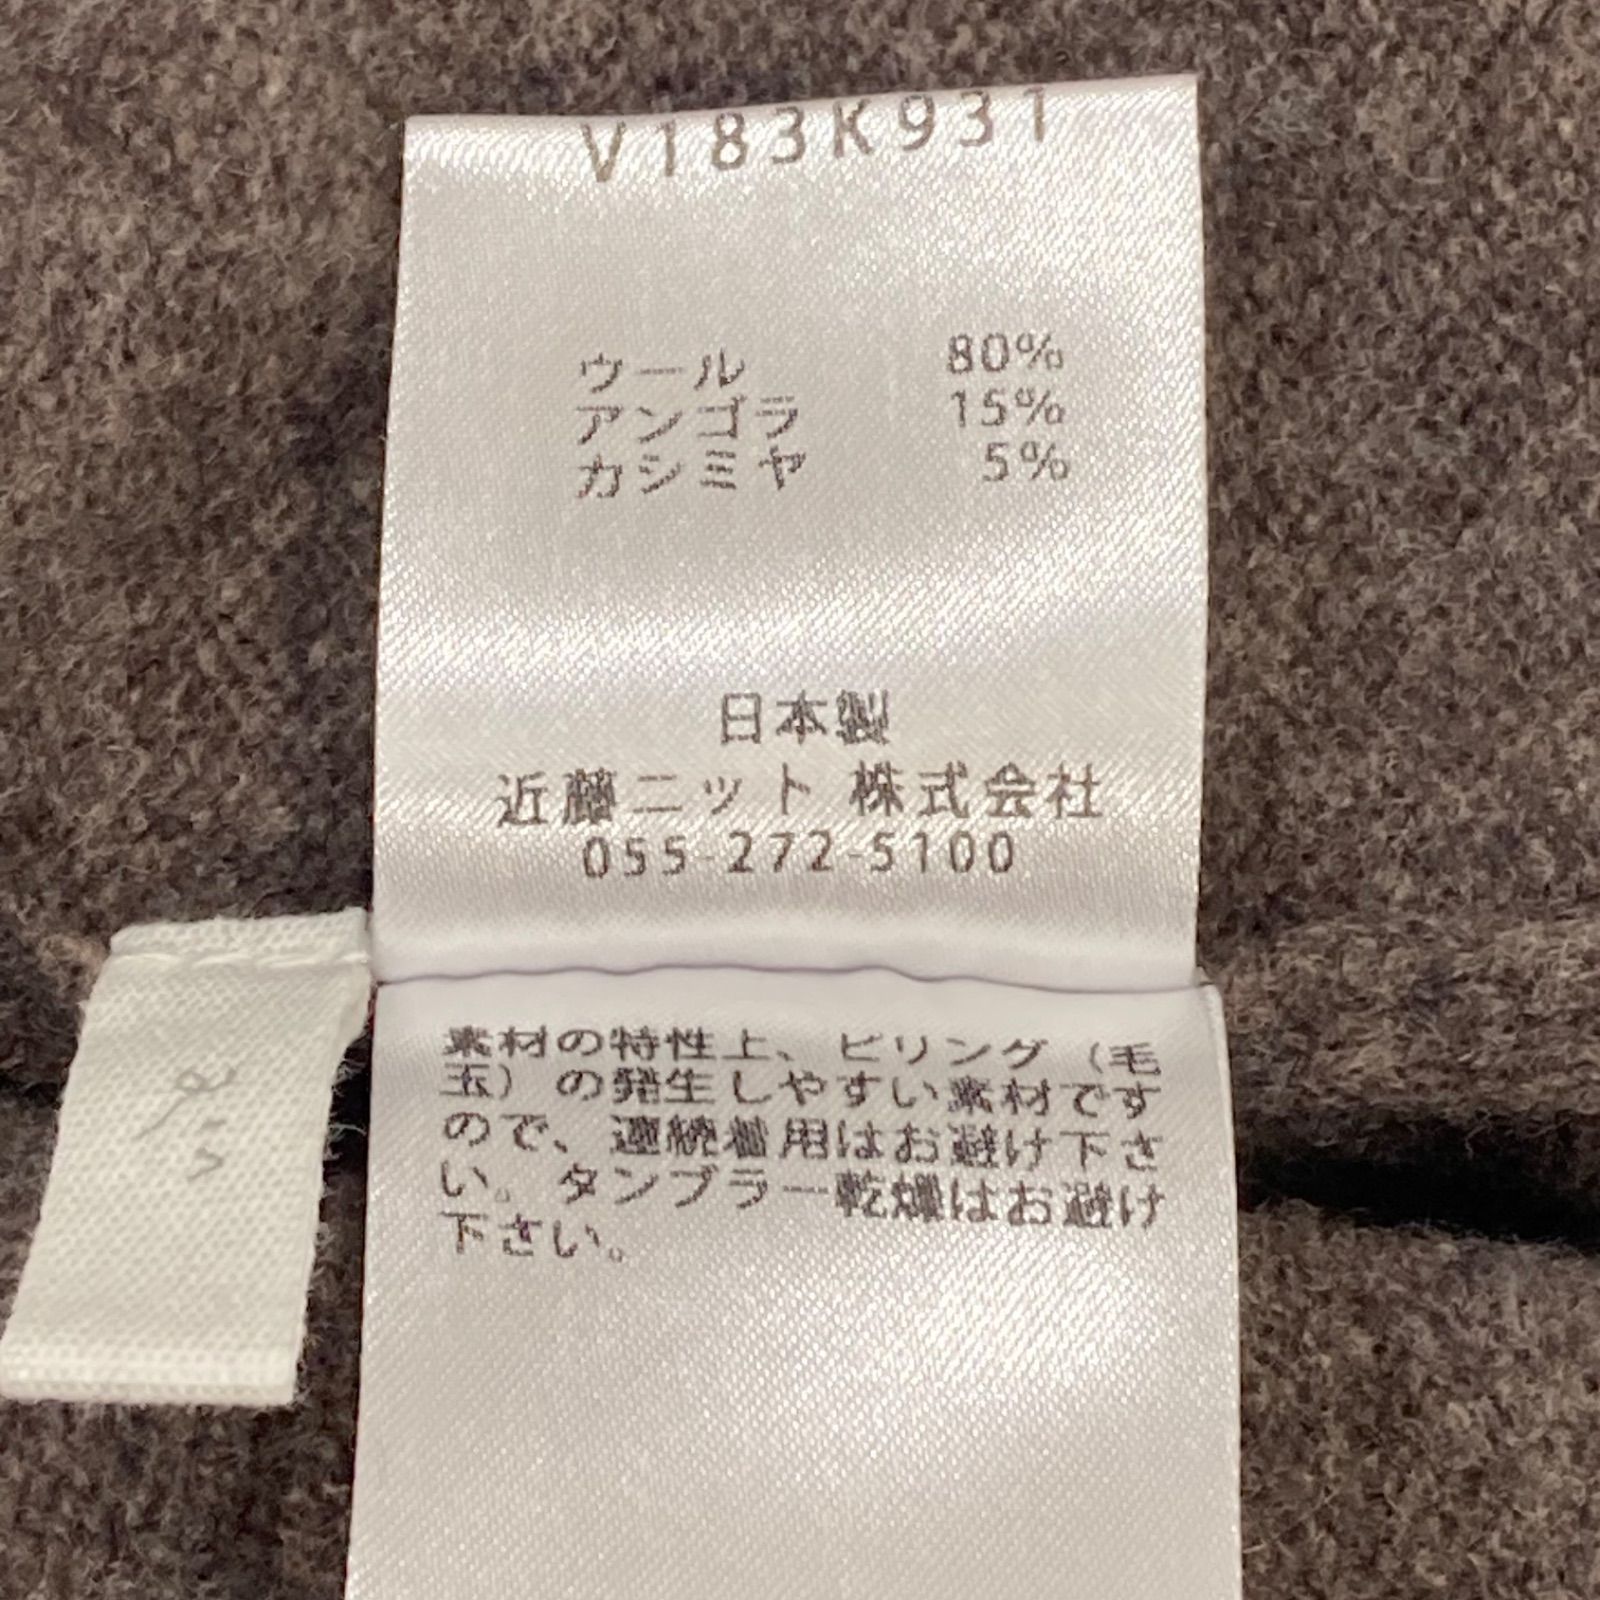 V183K931
ウール 80%
アンゴラ 15%
カシミヤ 5%
日本製
近藤ニット 株式会社
055-272-5100
素材の特性上、ピリング（毛
玉）の発生しやすい素材です
ので、連続着用はお避け下さ
い。タンブラー乾燥はお避け
下さい。